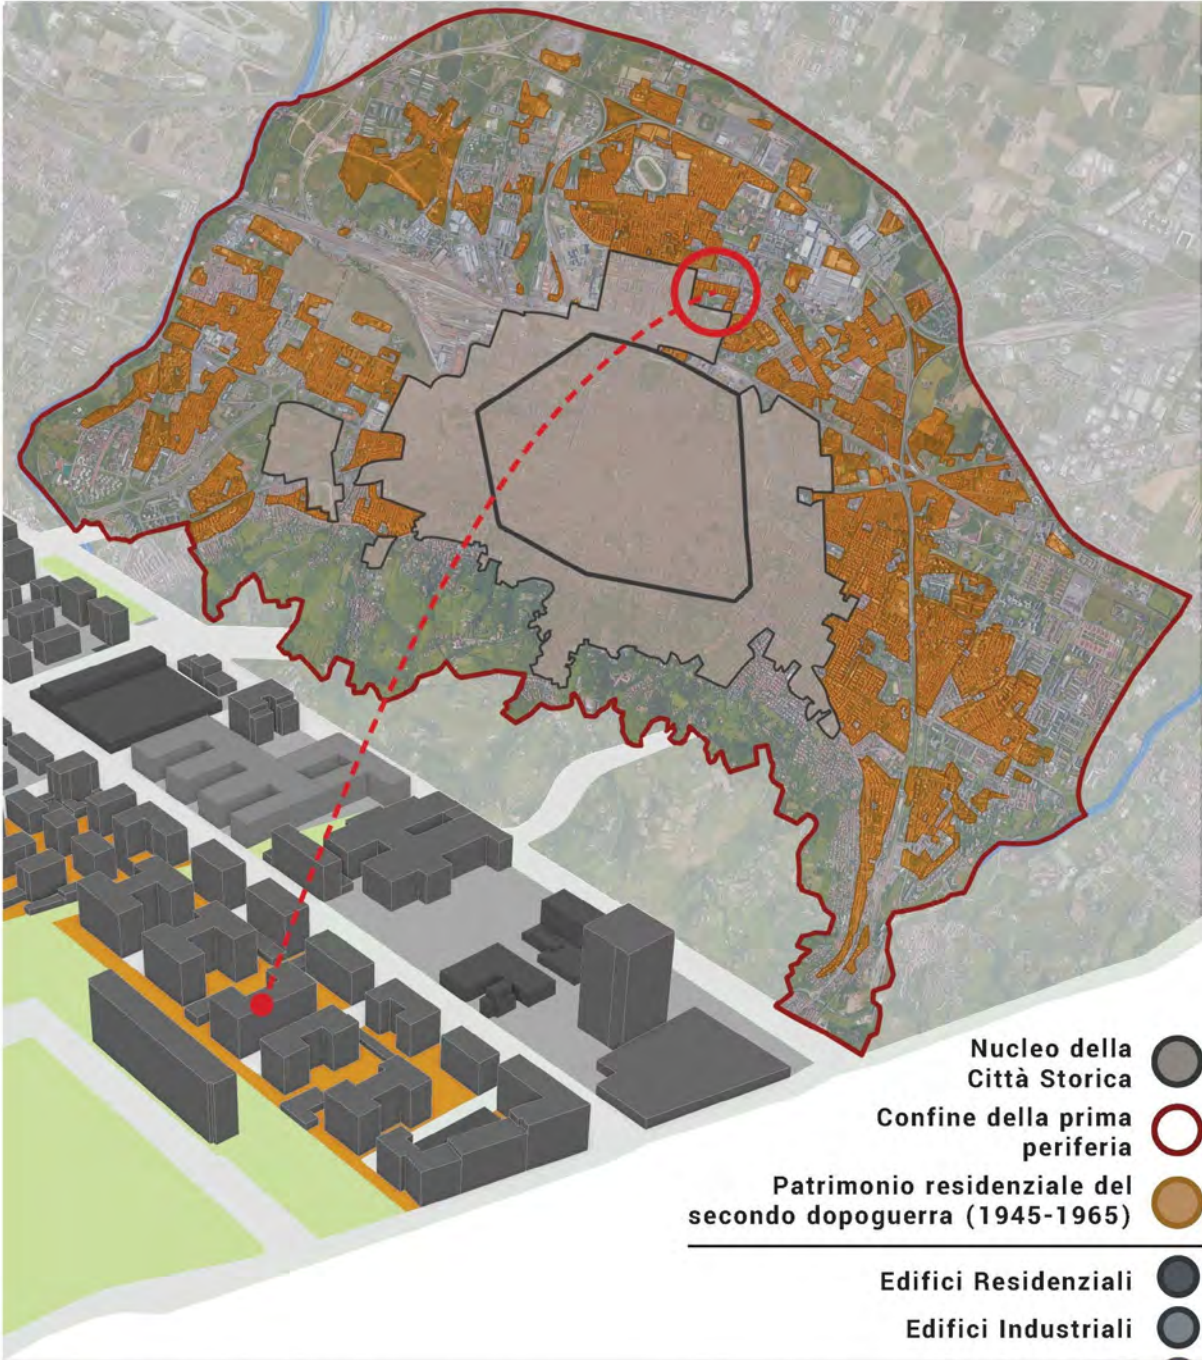 Nucleo della
Città Storica
Confine della prima
periferia
Patrimonio residenziale del
secondo dopoguerra (1945-1965)
Edifici Residenziali
Edifici Industriali